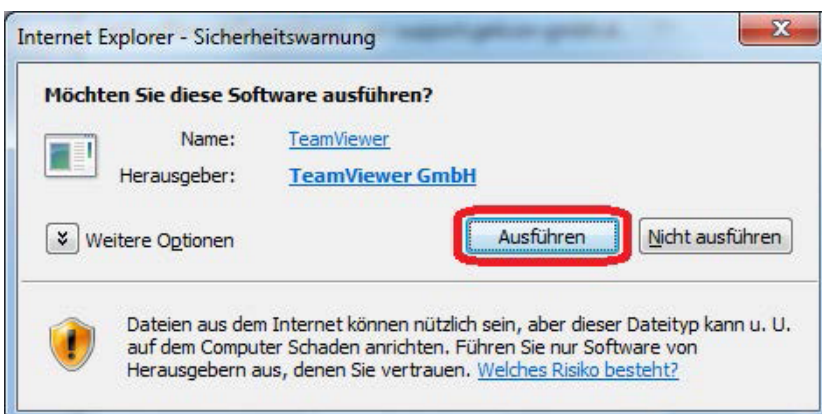 Internet Explorer - Sicherheitswarnung
Möchten Sie diese Software ausführen?
Name: TeamViewer
Herausgeber: TeamViewer GmbH
Weitere Optionen
Ausführen
Nicht ausführen
Dateien aus dem Internet können nützlich sein, aber dieser Dateityp kann u. U.
auf dem Computer Schaden anrichten. Führen Sie nur Software von
Herausgebern aus, denen Sie vertrauen. Welches Risiko besteht?